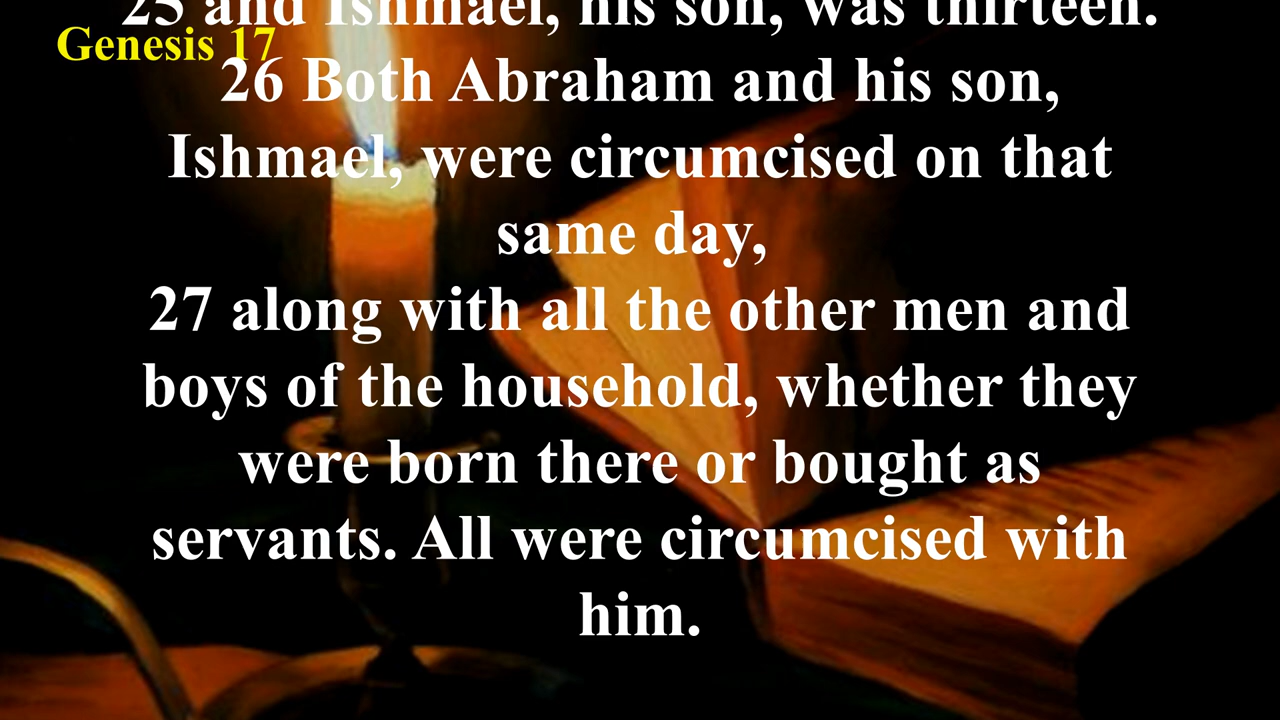 25 and Ishmael, his son, was thirteen.
Genesis 17
26 Both Abraham and his son,
Ishmael, were circumcised on that
same day,
27 along with all the other men and
boys of the household, whether they
were born there or bought as
servants. All were circumcised with
him.